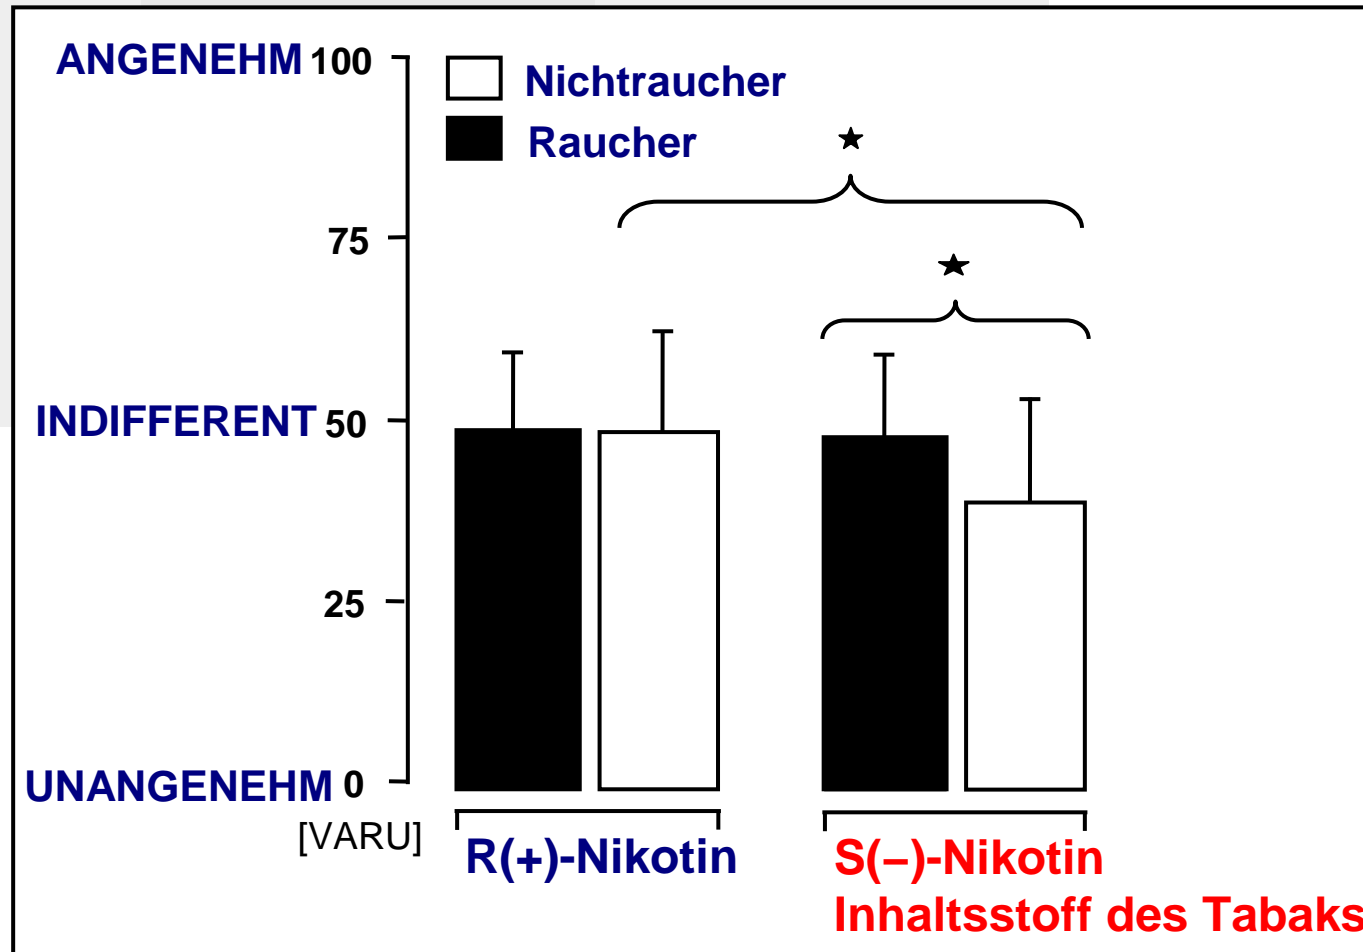 ANGENEHM 100
Nichtraucher
Raucher
75
INDIFFERENT 50
25
UNANGENEHM 0
[VARU]
R(+)-Nikotin
S(–)-Nikotin
Inhaltsstoff des Tabaks